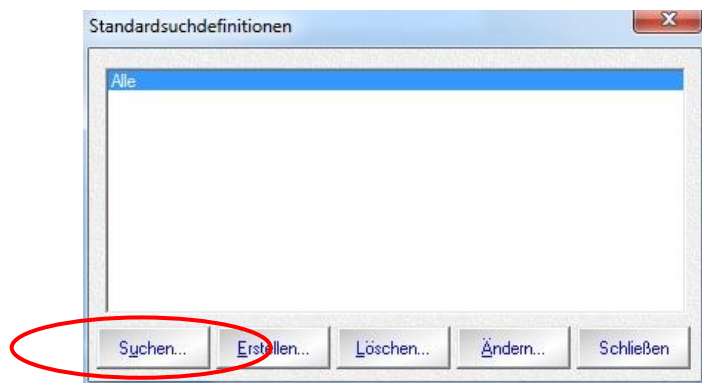 Standardsuchdefinitionen
Alle
Suchen... Erstellen... Löschen... Ändern... Schließen